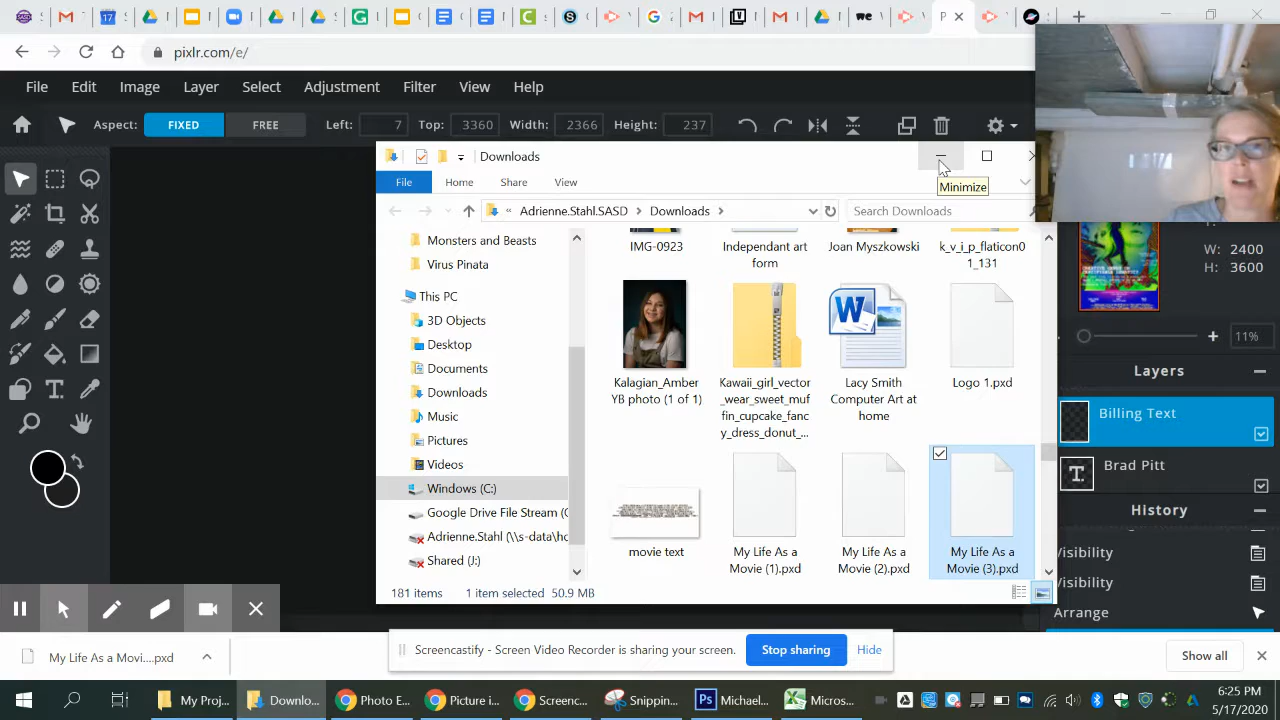 17
P
pixlr.com/e/
File Edit Image Layer Select Adjustment Filter View Help
Aspect: FIXED FREE Left: 7 Top: 3360 Width: 2366 Height: 237
Downloads
Minimize
File Home Share View
« Adrienne.Stahl.SASD > Downloads >
Search Downloads
Monsters and Beasts
Virus Pinata
This PC
3D Objects
Desktop
Documents
Downloads
Music
Pictures
Videos
Windows (C:)
Google Drive File Stream (
Adrienne.Stahl (\\s-data\hc
Shared (J:)
IMG-0923
Independant art
form
Joan Myszkowski
k_v_i_p_flaticon0
1_131
Kalagian_Amber
YB photo (1 of 1)
Kawaii_girl_vector
_wear_sweet_muf
fin_cupcake_fanc
y_dress_donut_...
Lacy Smith
Computer Art at
home
Logo 1.pxd
movie text
My Life As a
Movie (1).pxd
My Life As a
Movie (2).pxd
My Life As a
Movie (3).pxd
181 items 1 item selected 50.9 MB
W: 2400
H: 3600
11%
Layers
Billing Text
T Brad Pitt
History
Visibility
Visibility
Arrange
My Life As a Movi....pxd
Screencastify - Screen Video Recorder is sharing your screen.
Stop sharing
Hide
Show all
My Proj...
Downlo...
Photo E...
Picture i...
Screenc...
Snippin...
Michael...
Micros...
6:25 PM
5/17/2020